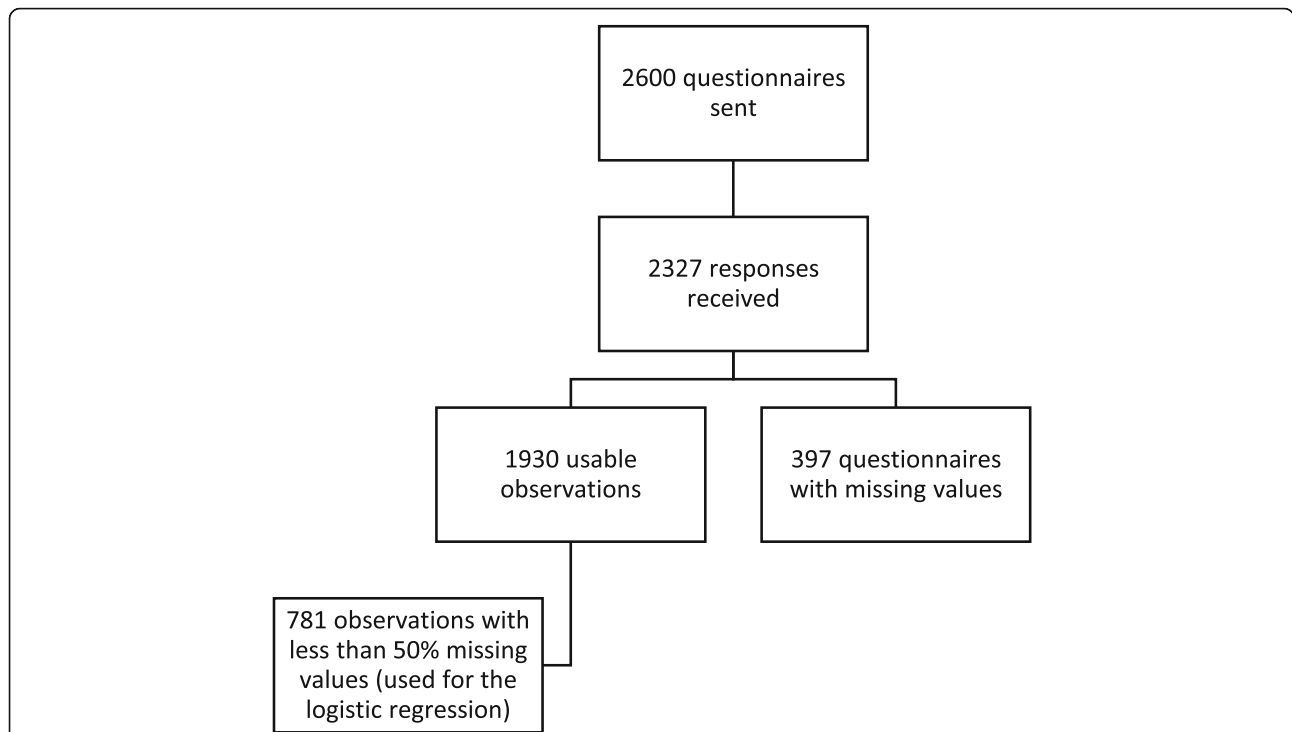 2600 questionnaires
sent
2327 responses
received
1930 usable
observations
397 questionnaires
with missing values
781 observations with
less than 50% missing
values (used for the
logistic regression)